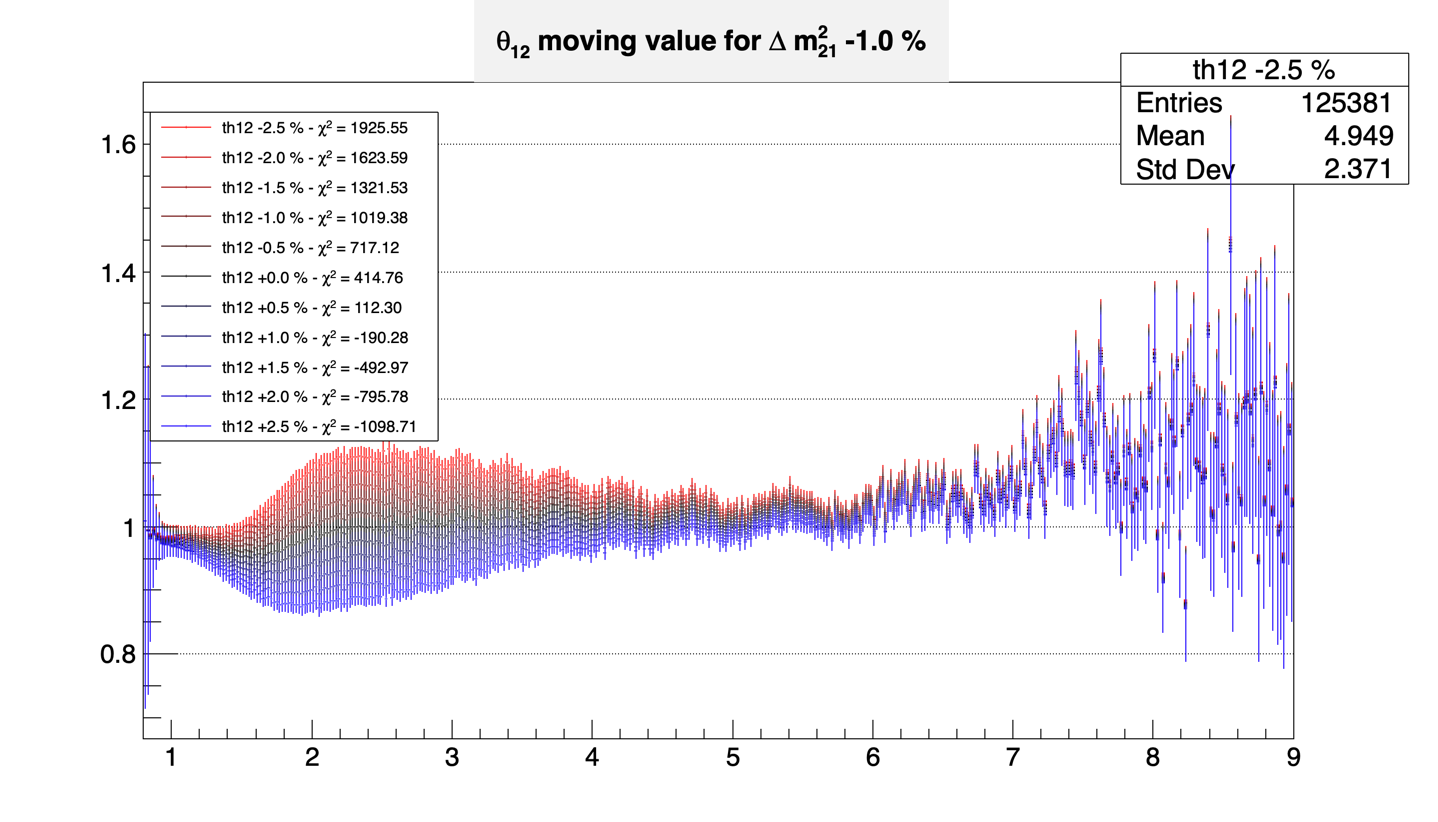 θ₁₂ moving value for Δ m²₂₁ -1.0 %
th12 -2.5 %
Entries 125381
Mean 4.949
Std Dev 2.371
th12 -2.5 % - χ² = 1925.55
th12 -2.0 % - χ² = 1623.59
th12 -1.5 % - χ² = 1321.53
th12 -1.0 % - χ² = 1019.38
th12 -0.5 % - χ² = 717.12
th12 +0.0 % - χ² = 414.76
th12 +0.5 % - χ² = 112.30
th12 +1.0 % - χ² = -190.28
th12 +1.5 % - χ² = -492.97
th12 +2.0 % - χ² = -795.78
th12 +2.5 % - χ² = -1098.71
1.6
1.4
1.2
1
0.8
1 2 3 4 5 6 7 8 9